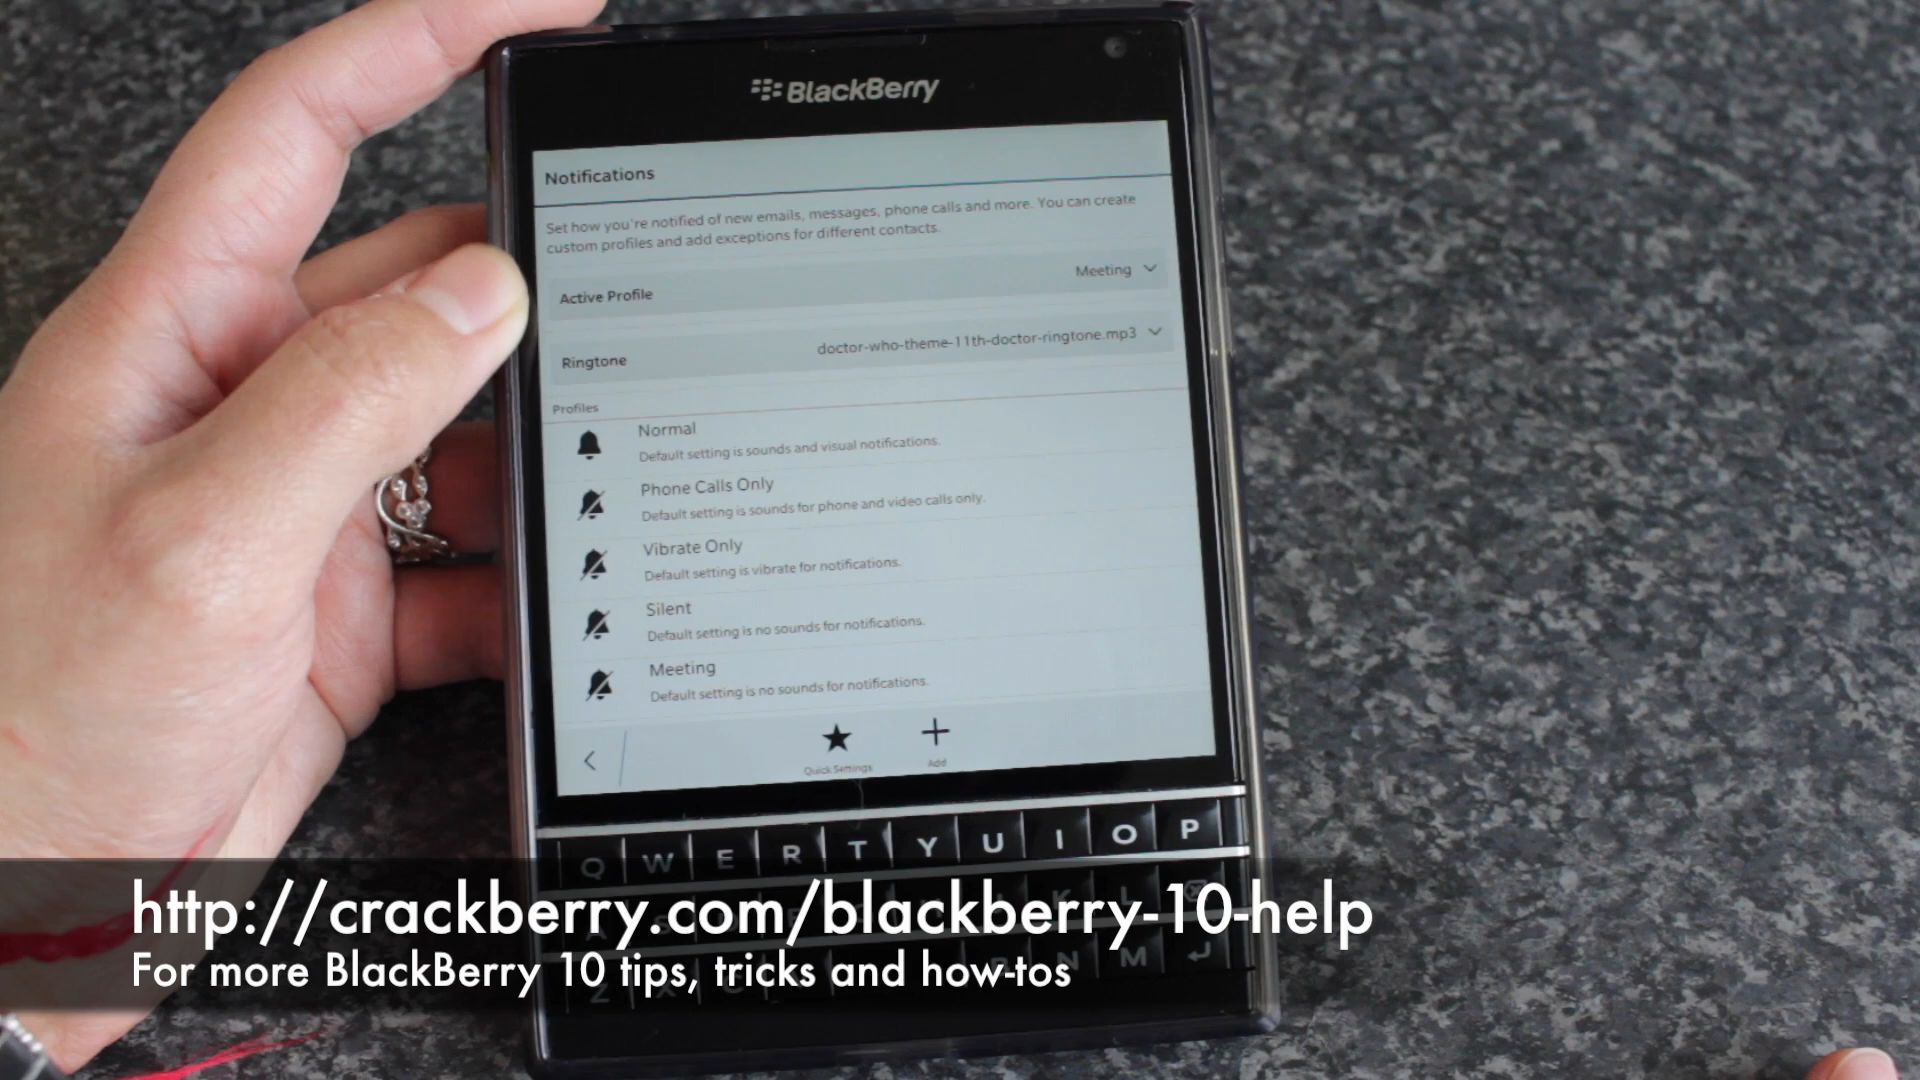 BlackBerry
Notifications
Set how you're notified of new emails, messages, phone calls and more. You can create
custom profiles and add exceptions for different contacts.
Active Profile
Meeting
Ringtone
doctor-who-theme-11th-doctor-ringtone.mp3
Profiles
Normal
Default setting is sounds and visual notifications.
Phone Calls Only
Default setting is sounds for phone and video calls only.
Vibrate Only
Default setting is vibrate for notifications.
Silent
Default setting is no sounds for notifications.
Meeting
Default setting is no sounds for notifications.
Quick Settings
Add
Q W E R T Y U I O P
http://crackberry.com/blackberry-10-help
For more BlackBerry 10 tips, tricks and how-tos
K L
Z N M